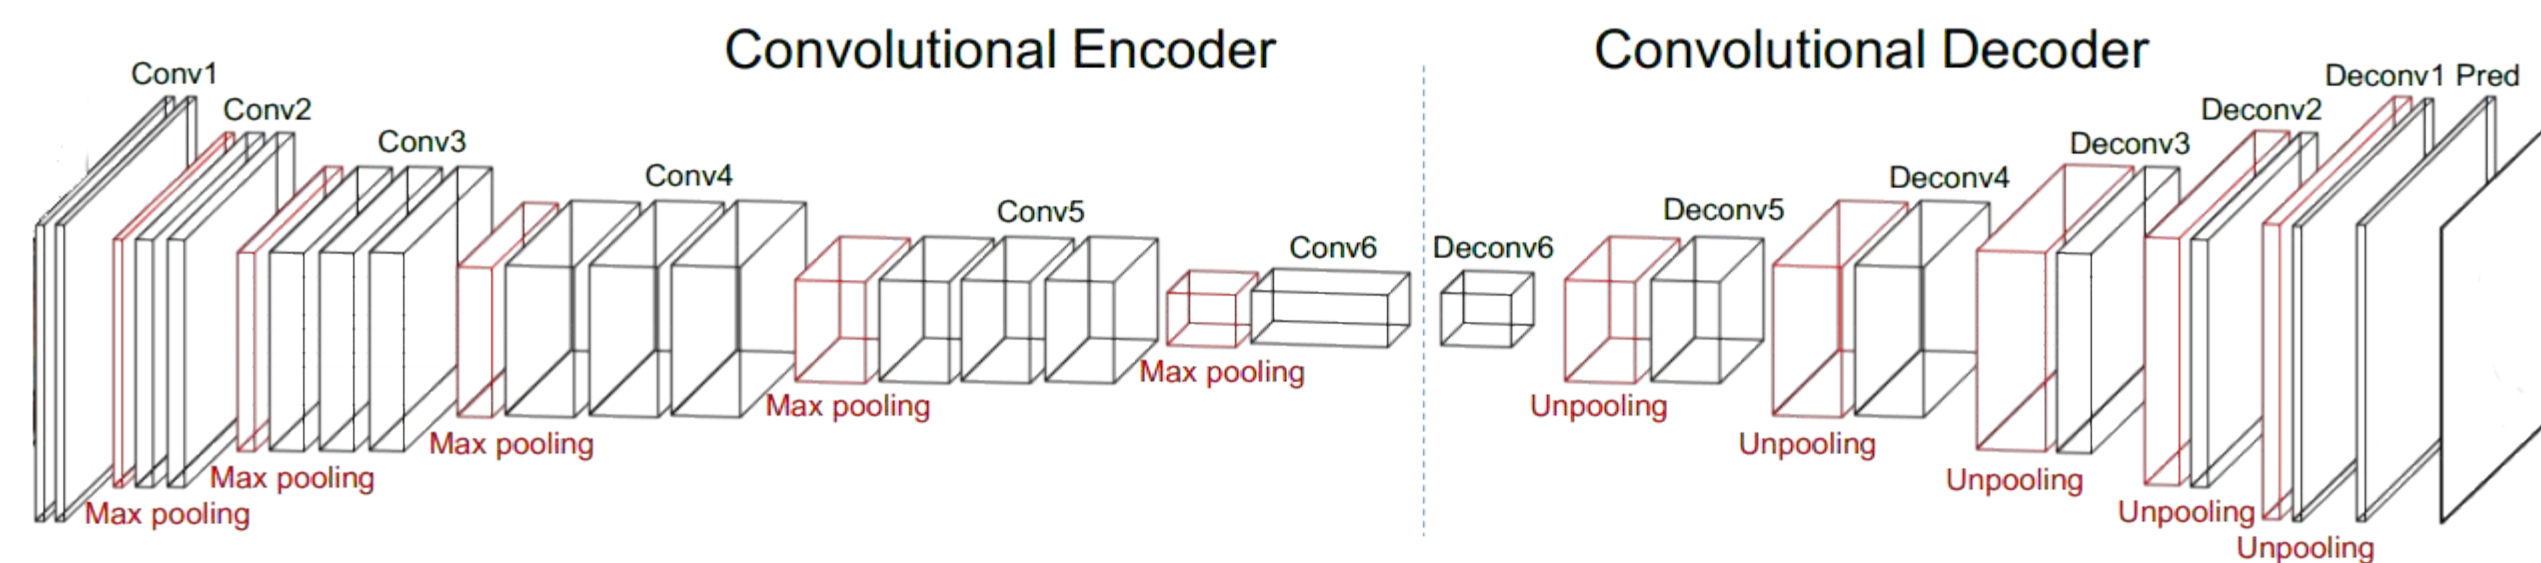 Convolutional Encoder
Convolutional Decoder
Conv1
Conv2
Conv3
Conv4
Conv5
Conv6
Deconv6
Deconv5
Deconv4
Deconv3
Deconv2
Deconv1 Pred
Max pooling
Max pooling
Max pooling
Max pooling
Max pooling
Unpooling
Unpooling
Unpooling
Unpooling
Unpooling